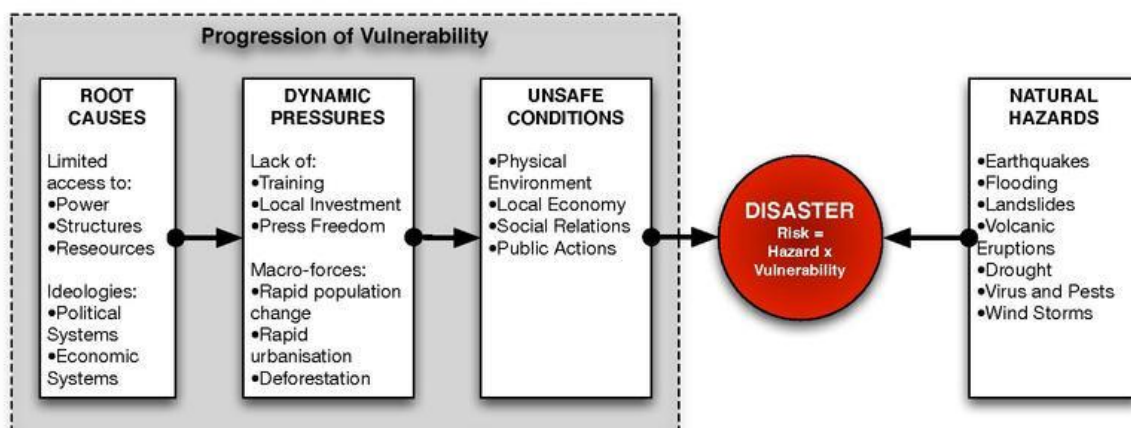 Progression of Vulnerability
ROOT
CAUSES
Limited
access to:
•Power
•Structures
•Reseources
Ideologies:
•Political
Systems
•Economic
Systems
DYNAMIC
PRESSURES
Lack of:
•Training
•Local Investment
•Press Freedom
Macro-forces:
•Rapid population
change
•Rapid
urbanisation
•Deforestation
UNSAFE
CONDITIONS
•Physical
Environment
•Local Economy
•Social Relations
•Public Actions
DISASTER
Risk =
Hazard x
Vulnerability
NATURAL
HAZARDS
•Earthquakes
•Flooding
•Landslides
•Volcanic
Eruptions
•Drought
•Virus and Pests
•Wind Storms